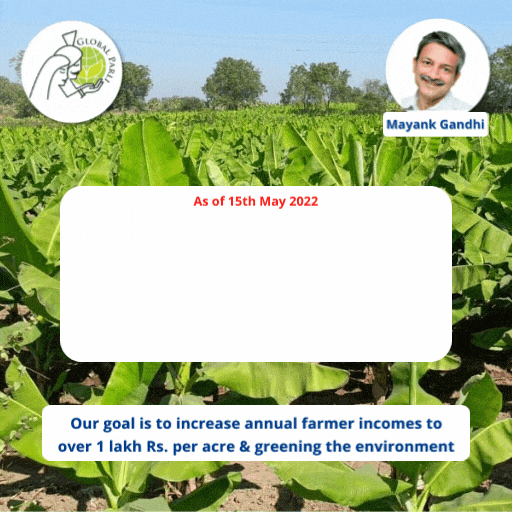 GLOBAL PARLI
Mayank Gandhi
As of 15th May 2022
Our goal is to increase annual farmer incomes to
over 1 lakh Rs. per acre & greening the environment